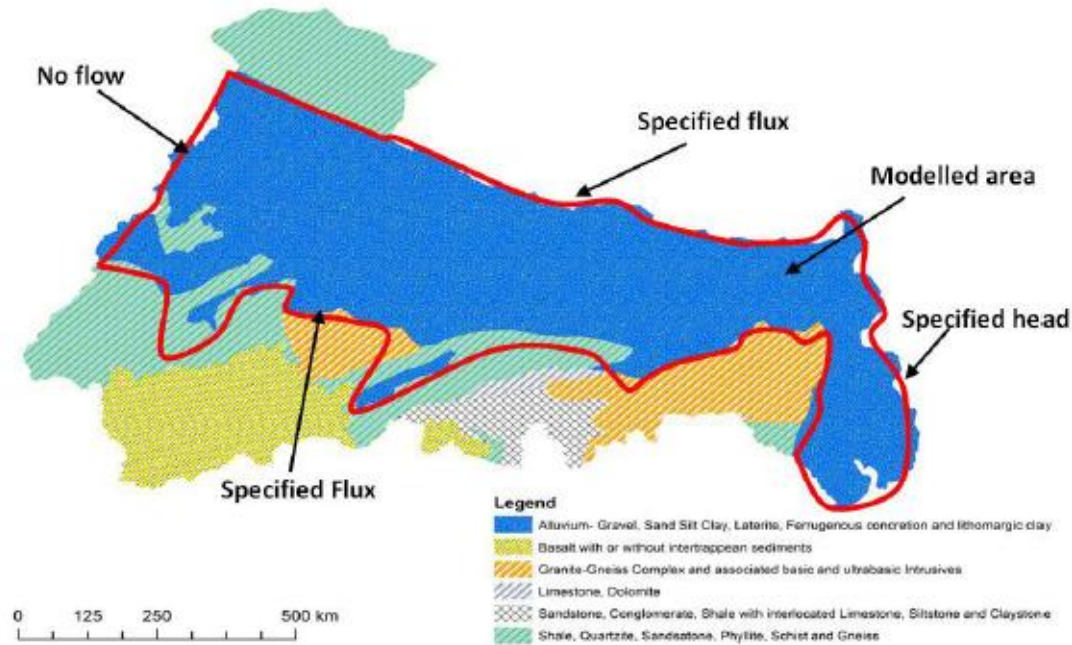 No flow
Specified flux
Modelled area
Specified head
Specified Flux
Legend
Alluvium- Gravel, Sand Silt Clay, Laterite, Ferrugenous concretion and lithomargic clay
Basalt with or without intertrappean sediments
Granite-Gneiss Complex and associated basic and ultrabasic Intrusives
Limestone, Dolomite
Sandstone, Conglomerate, Shale with interlocated Limestone, Siltstone and Claystone
Shale, Quartzite, Sandsatone, Phyllite, Schist and Gneiss
0 125 250 500 km